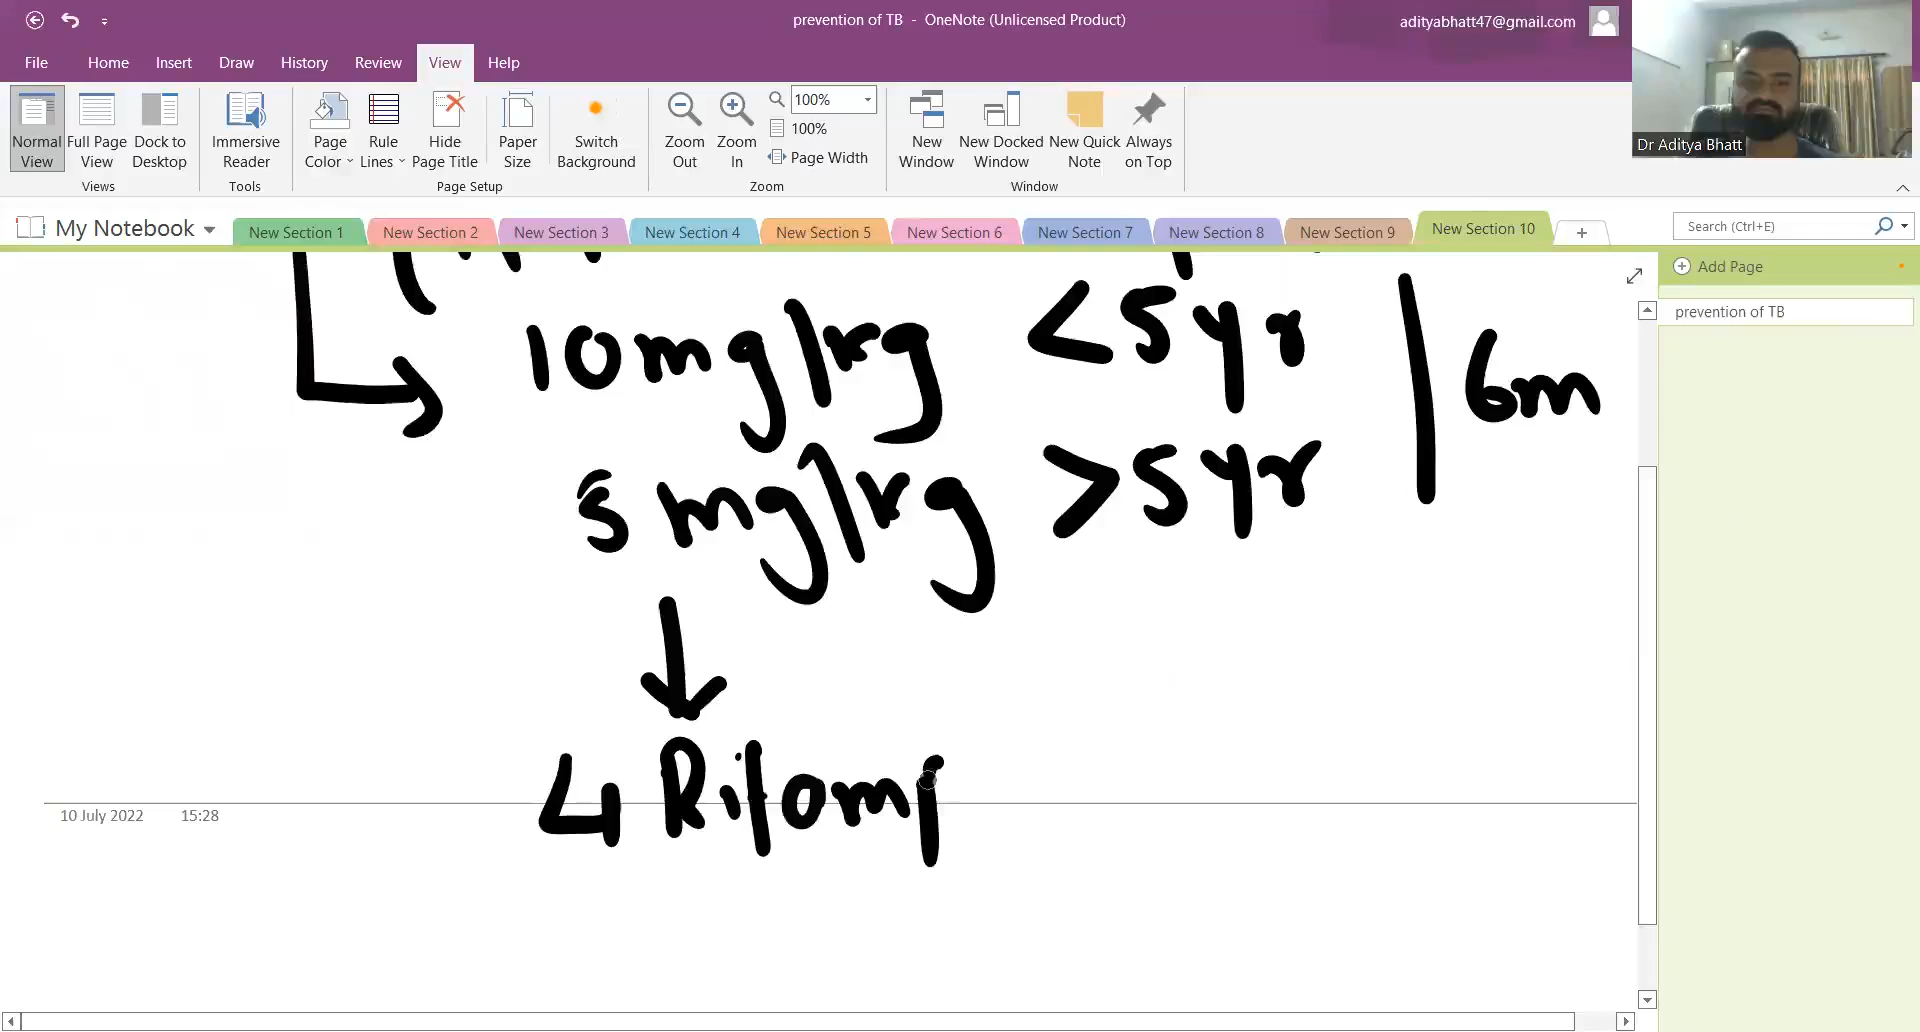 prevention of TB - OneNote (Unlicensed Product)
adityabhatt47@gmail.com
File Home Insert Draw History Review View Help
Normal View
Full Page View
Dock to Desktop
Immersive Reader
Page Color
Rule Lines
Hide Page Title
Paper Size
Switch Background
Zoom Out
Zoom In
100%
100%
Page Width
New Window
New Docked Window
New Quick Note
Always on Top
Views Tools Page Setup Zoom Window
Dr Aditya Bhatt
My Notebook
New Section 1 New Section 2 New Section 3 New Section 4 New Section 5 New Section 6 New Section 7 New Section 8 New Section 9 New Section 10
Search (Ctrl+E)
Add Page
prevention of TB
10mg/kg <5yr 6m
5mg/kg >5yr
4 Rifamp
10 July 2022 15:28